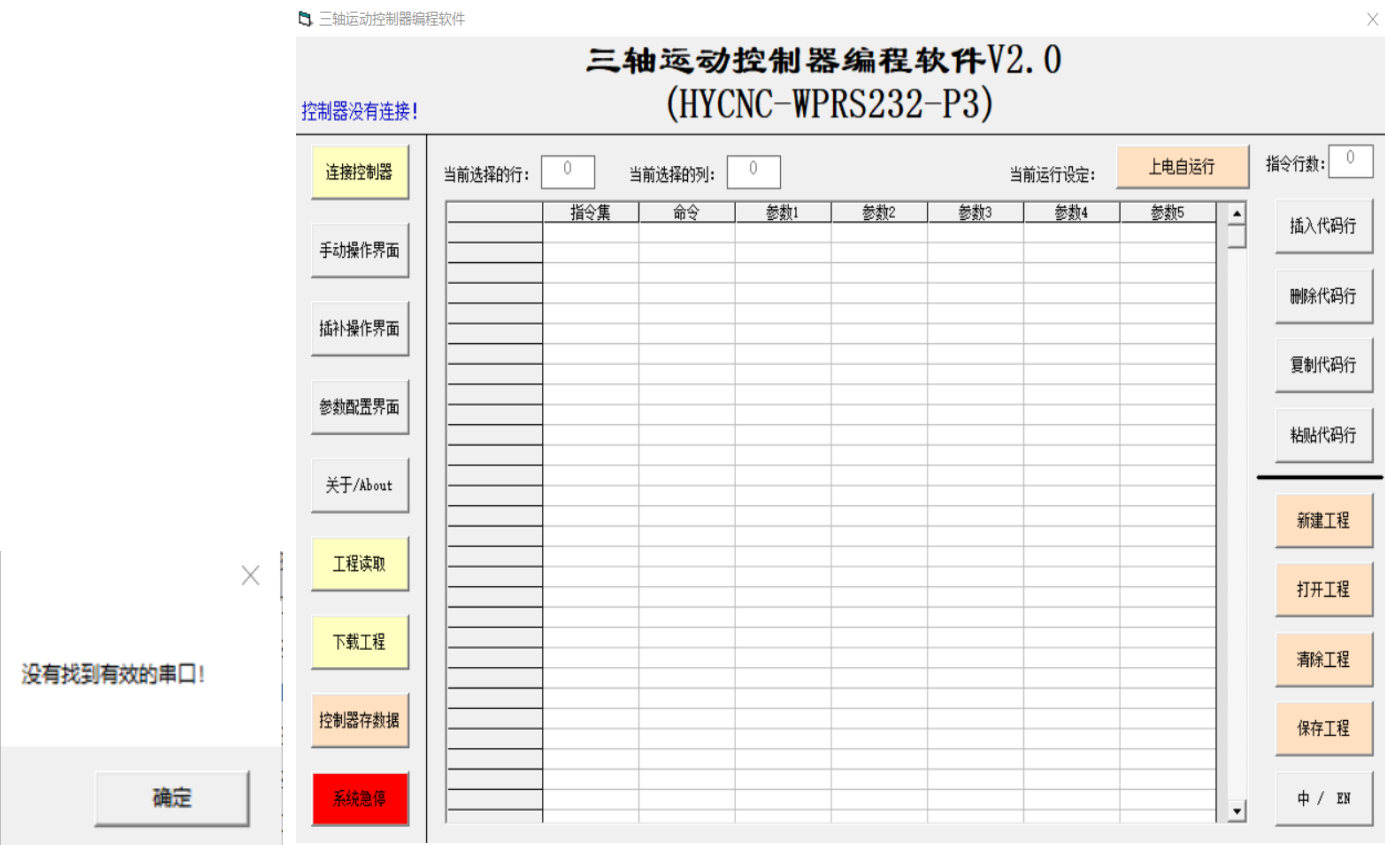 三轴运动控制器编程软件
三轴运动控制器编程软件V2.0
(HYCNC-WPRS232-P3)
控制器没有连接!
连接控制器
手动操作界面
插补操作界面
参数配置界面
关于/About
工程读取
下载工程
控制器存数据
系统急停
当前选择的行: 0 当前选择的列: 0 当前运行设定: 上电自运行
指令集 命令 参数1 参数2 参数3 参数4 参数5
指令行数: 0
插入代码行
删除代码行
复制代码行
粘贴代码行
新建工程
打开工程
清除工程
保存工程
中 / EN
没有找到有效的串口!
确定